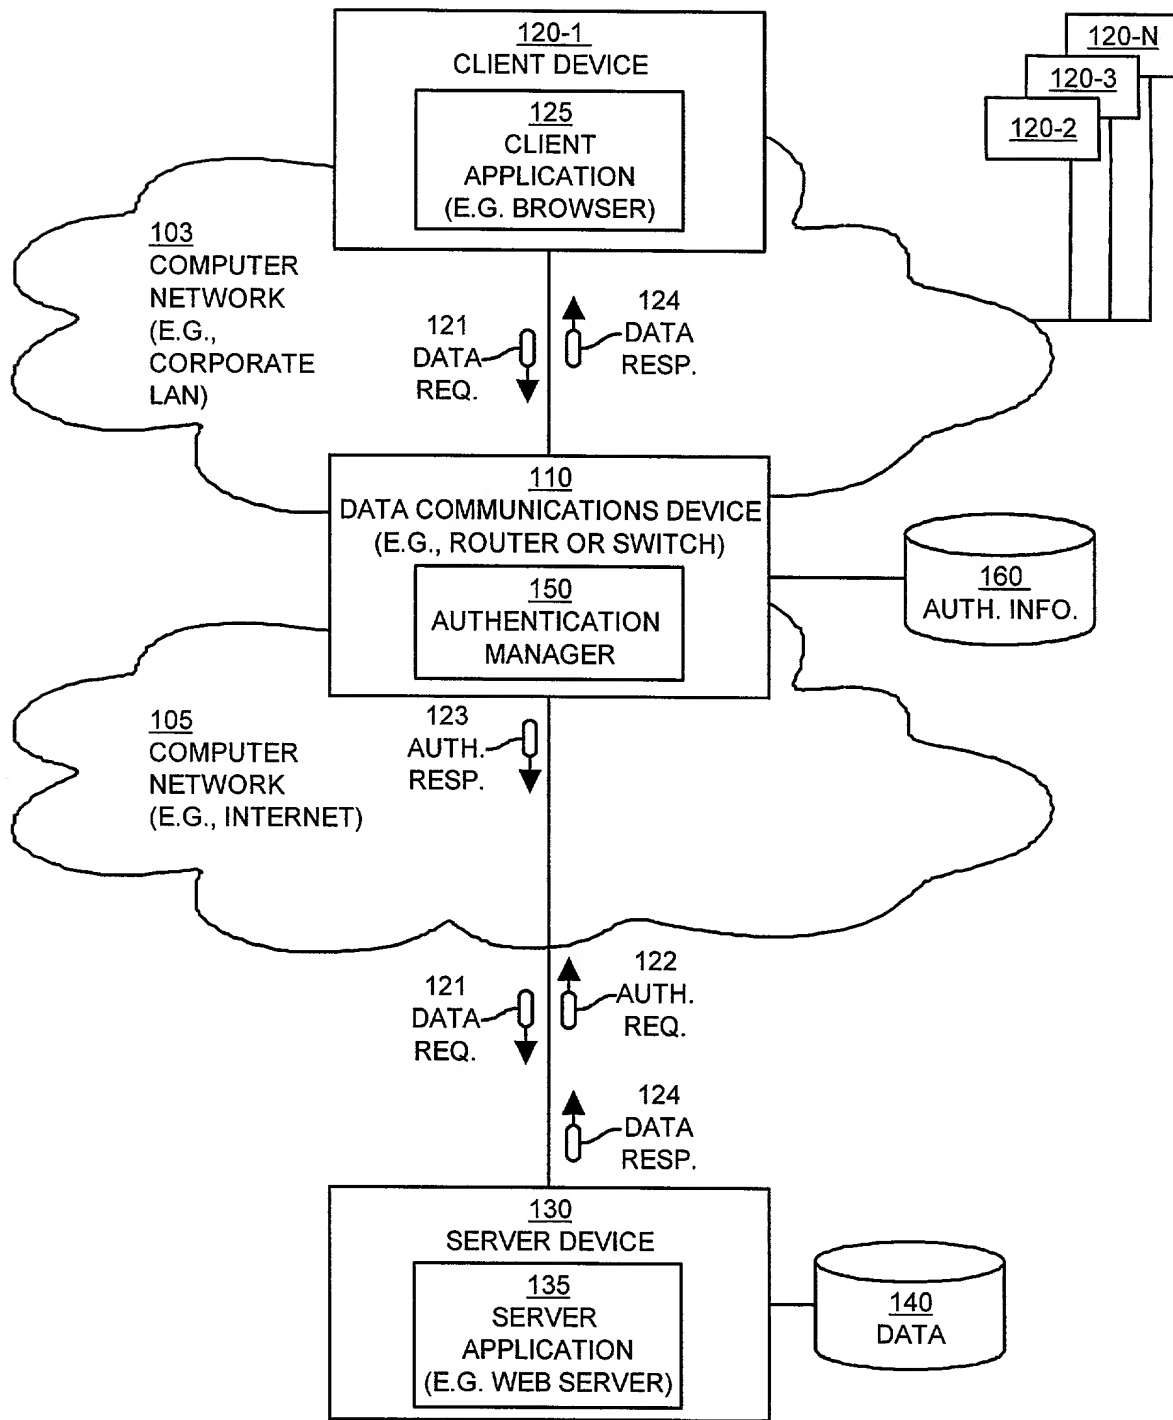 120-1
CLIENT DEVICE
125
CLIENT
APPLICATION
(E.G. BROWSER)
120-N
120-3
120-2
103
COMPUTER
NETWORK
(E.G.,
CORPORATE
LAN)
121
DATA
REQ.
124
DATA
RESP.
110
DATA COMMUNICATIONS DEVICE
(E.G., ROUTER OR SWITCH)
150
AUTHENTICATION
MANAGER
160
AUTH. INFO.
105
COMPUTER
NETWORK
(E.G., INTERNET)
123
AUTH.
RESP.
121
DATA
REQ.
122
AUTH.
REQ.
124
DATA
RESP.
130
SERVER DEVICE
135
SERVER
APPLICATION
(E.G. WEB SERVER)
140
DATA